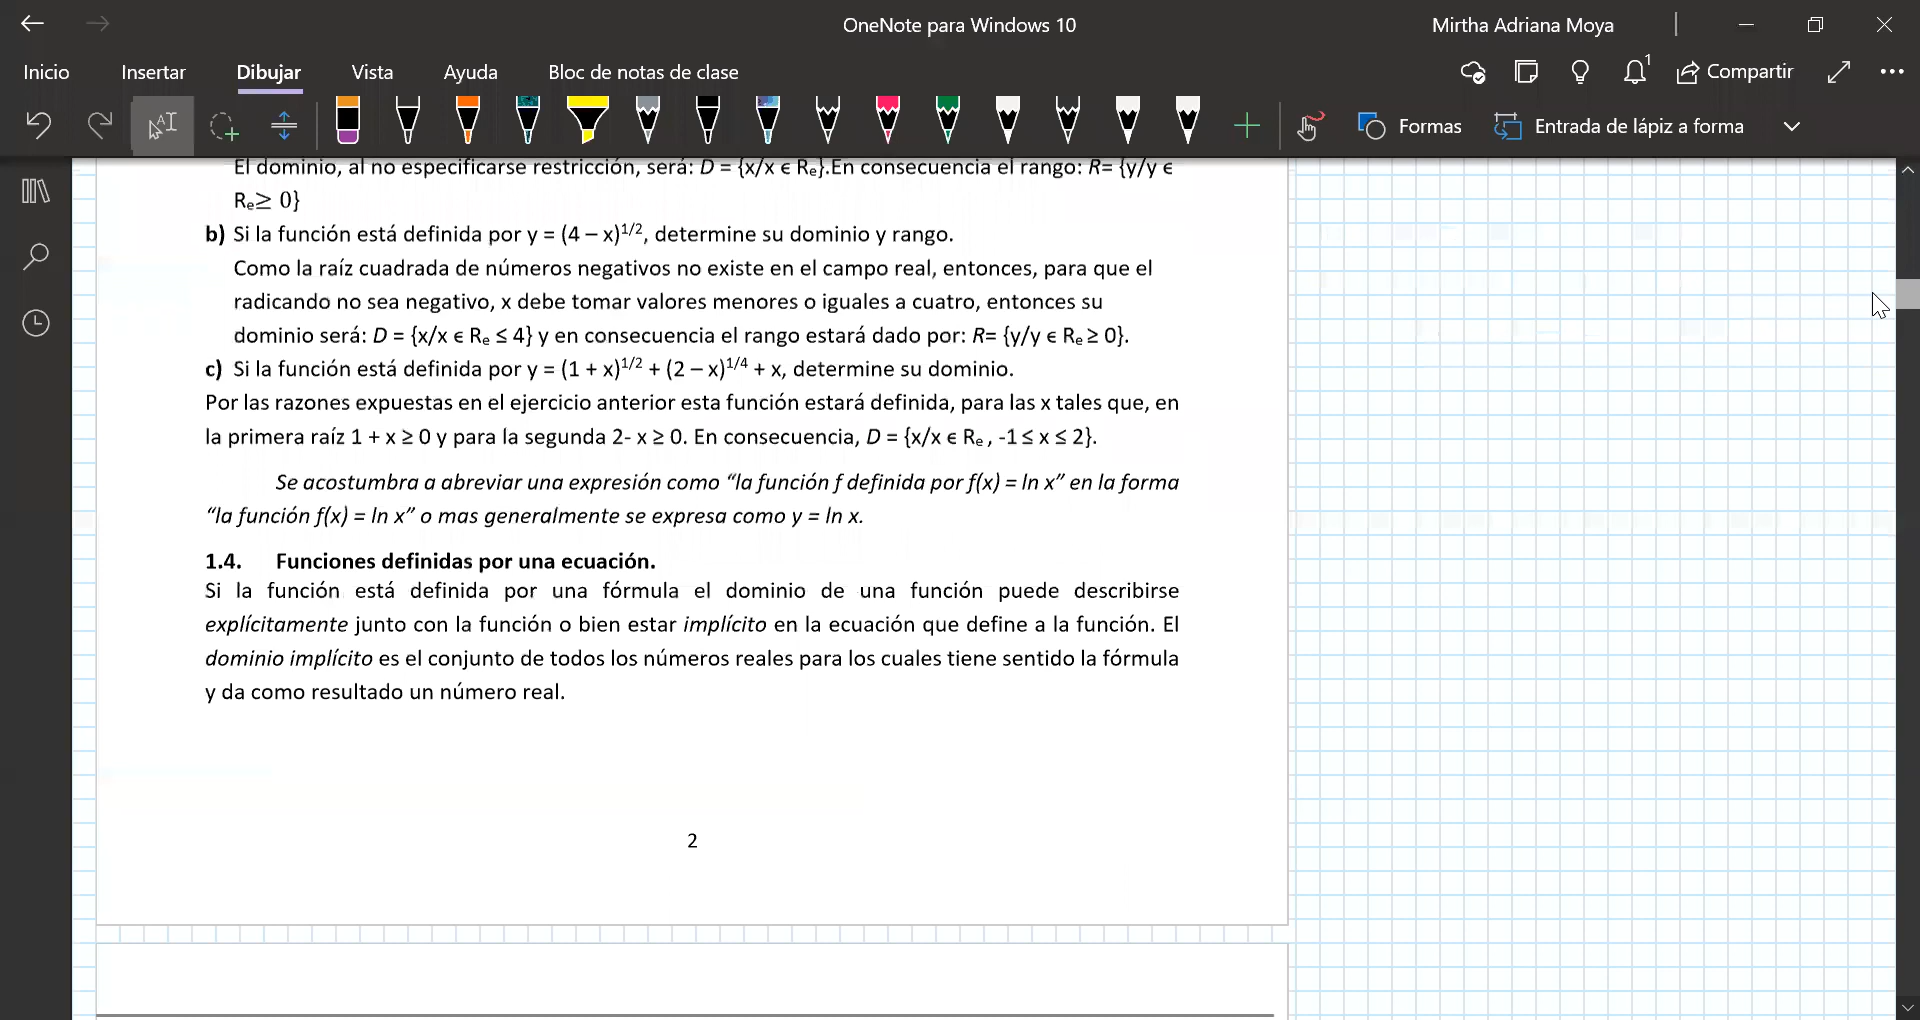 OneNote para Windows 10
Mirtha Adriana Moya
Inicio
Insertar
Dibujar
Vista
Ayuda
Bloc de notas de clase
1
Compartir
Formas
Entrada de lápiz a forma
El dominio, al no especificarse restricción, será: D = {x/x ϵ Re}.En consecuencia el rango: R= {y/y ϵ
Re≥ 0}
b) Si la función está definida por y = (4 – x)^1/2, determine su dominio y rango.
Como la raíz cuadrada de números negativos no existe en el campo real, entonces, para que el
radicando no sea negativo, x debe tomar valores menores o iguales a cuatro, entonces su
dominio será: D = {x/x ϵ Re ≤ 4} y en consecuencia el rango estará dado por: R= {y/y ϵ Re ≥ 0}.
c) Si la función está definida por y = (1 + x)^1/2 + (2 – x)^1/4 + x, determine su dominio.
Por las razones expuestas en el ejercicio anterior esta función estará definida, para las x tales que, en
la primera raíz 1 + x ≥ 0 y para la segunda 2- x ≥ 0. En consecuencia, D = {x/x ϵ Re , -1 ≤ x ≤ 2}.
Se acostumbra a abreviar una expresión como “la función f definida por f(x) = ln x” en la forma
“la función f(x) = ln x” o mas generalmente se expresa como y = ln x.
1.4. Funciones definidas por una ecuación.
Si la función está definida por una fórmula el dominio de una función puede describirse
explícitamente junto con la función o bien estar implícito en la ecuación que define a la función. El
dominio implícito es el conjunto de todos los números reales para los cuales tiene sentido la fórmula
y da como resultado un número real.
2